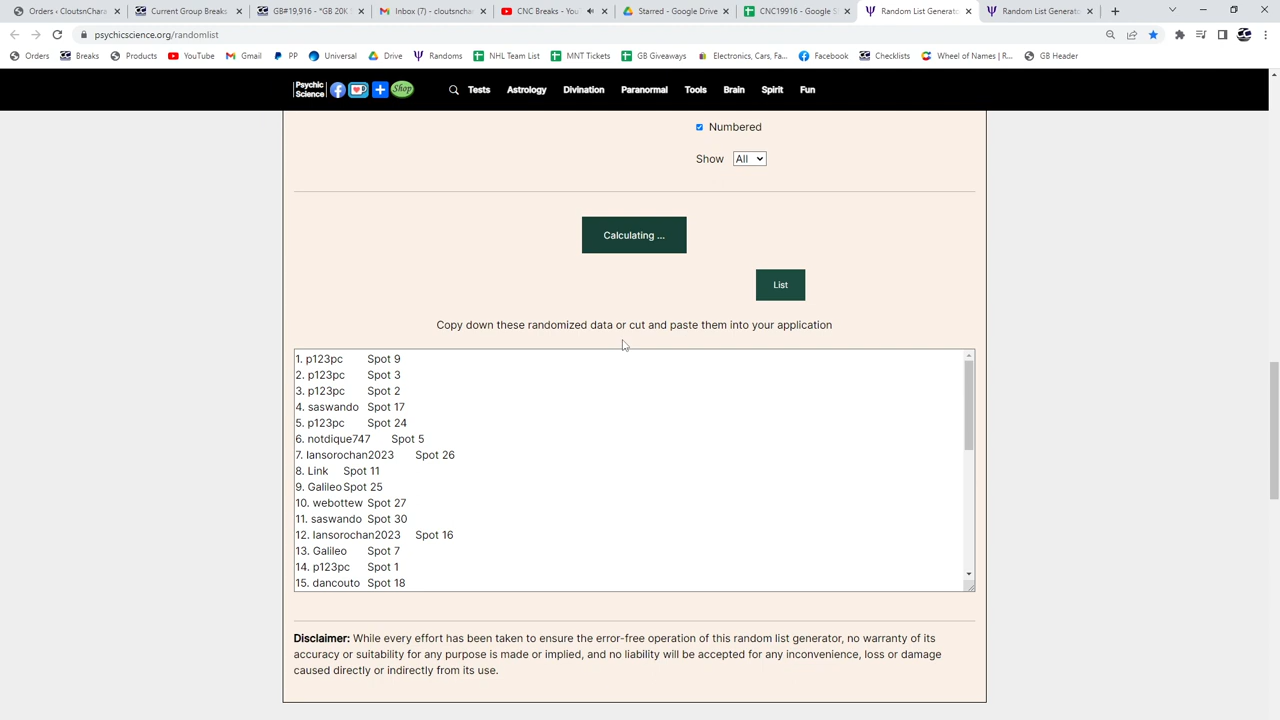 Orders ‹ CloutsnChara
Current Group Breaks
GB#19,916 - *GB 20K
Inbox (7) - cloutsnch
CNC Breaks - You
Starred - Google Drive
CNC19916 - Google S
Random List Generato
Random List Generato
psychicscience.org/randomlist
Orders
Breaks
Products
YouTube
Gmail
PP
Universal
Drive
Randoms
NHL Team List
MNT Tickets
GB Giveaways
Electronics, Cars, Fa...
Facebook
Checklists
Wheel of Names | R...
GB Header
Psychic
Science
Shop
Tests
Astrology
Divination
Paranormal
Tools
Brain
Spirit
Fun
Numbered
Show All
Calculating ...
List
Copy down these randomized data or cut and paste them into your application
1. p123pc Spot 9
2. p123pc Spot 3
3. p123pc Spot 2
4. saswando Spot 17
5. p123pc Spot 24
6. notdique747 Spot 5
7. Iansorochan2023 Spot 26
8. Link Spot 11
9. Galileo Spot 25
10. webottew Spot 27
11. saswando Spot 30
12. Iansorochan2023 Spot 16
13. Galileo Spot 7
14. p123pc Spot 1
15. dancouto Spot 18
Disclaimer: While every effort has been taken to ensure the error-free operation of this random list generator, no warranty of its
accuracy or suitability for any purpose is made or implied, and no liability will be accepted for any inconvenience, loss or damage
caused directly or indirectly from its use.